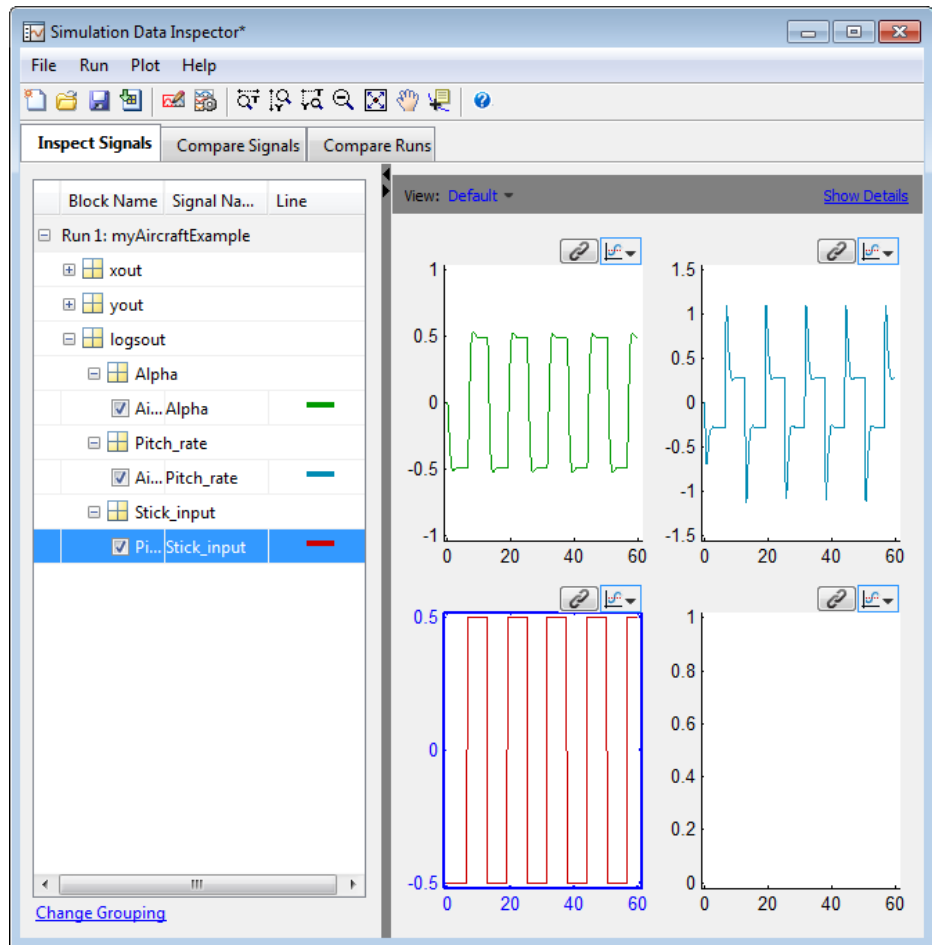 Simulation Data Inspector*
File Run Plot Help
Inspect Signals Compare Signals Compare Runs
Block Name Signal Na... Line
Run 1: myAircraftExample
xout
yout
logsout
Alpha
Ai... Alpha
Pitch_rate
Ai... Pitch_rate
Stick_input
Pi... Stick_input
Change Grouping
View: Default
Show Details
1
0.5
0
-0.5
-1
0 20 40 60
1.5
1
0.5
0
-0.5
-1
-1.5
0 20 40 60
0.5
0
-0.5
0 20 40 60
1
0.8
0.6
0.4
0.2
0
0 20 40 60